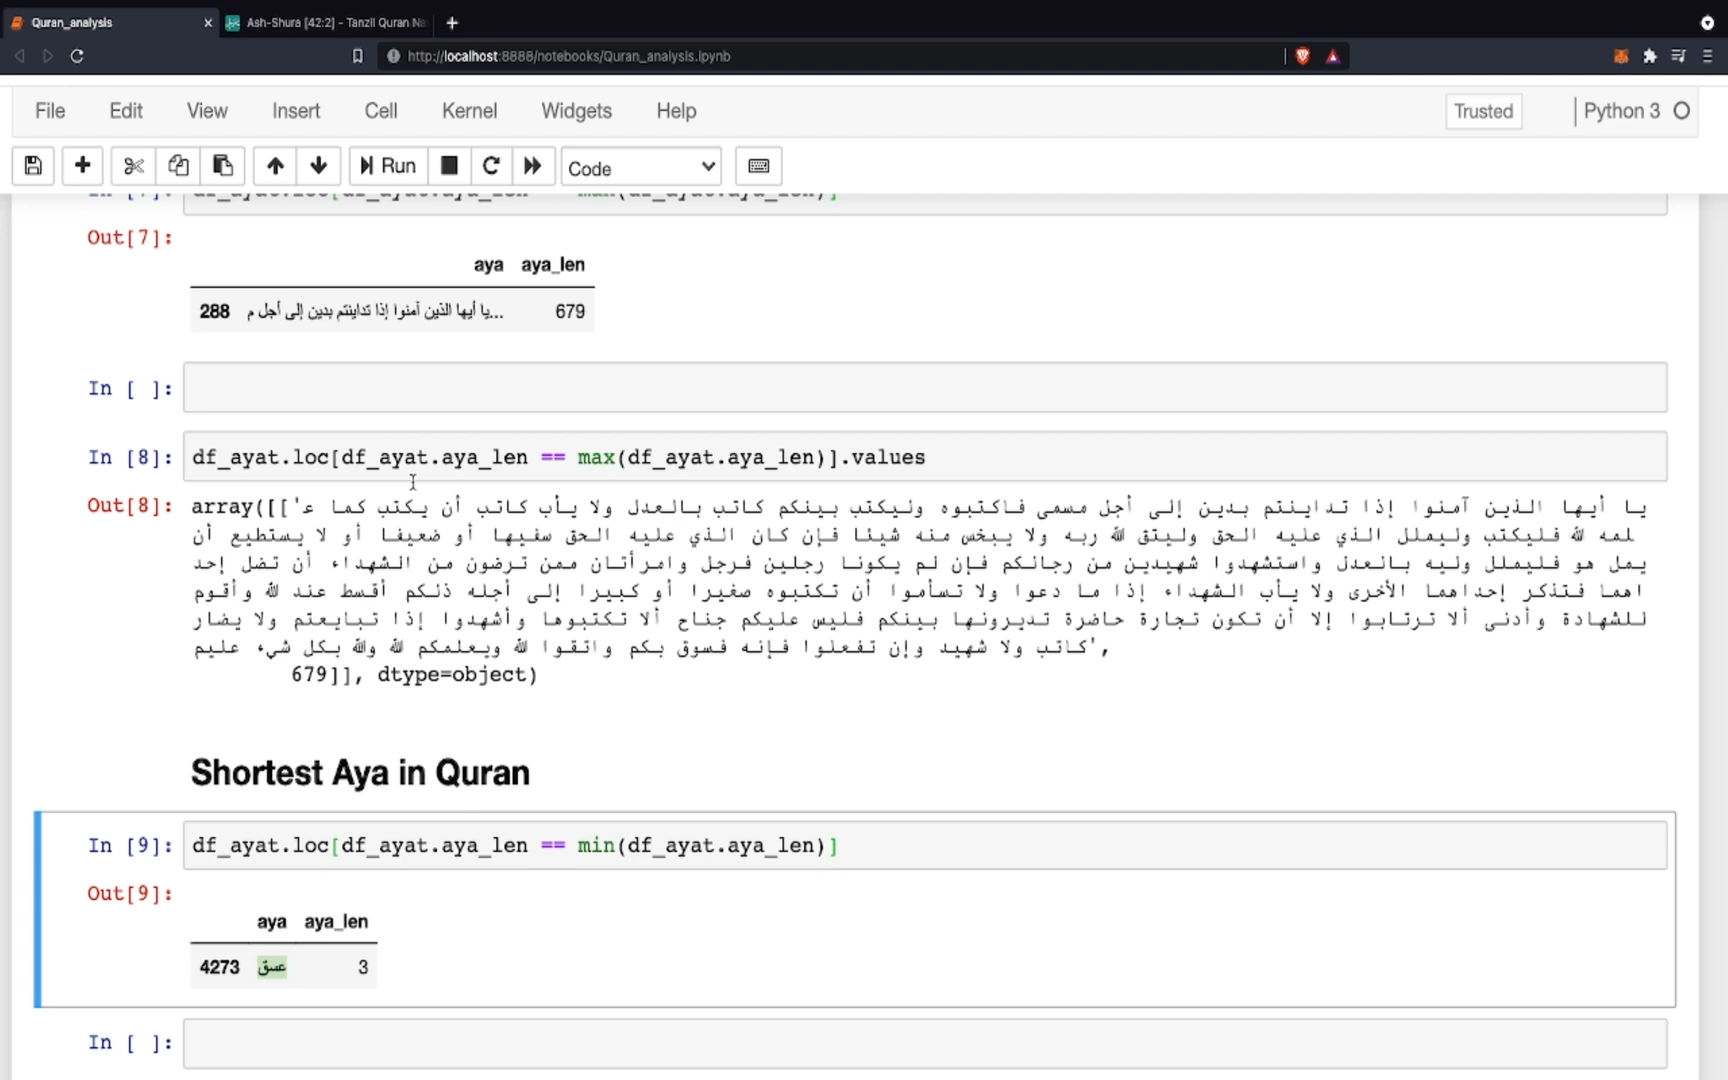 Quran_analysis
Ash-Shura [42:2] - Tanzil Quran Na
http://localhost:8888/notebooks/Quran_analysis.ipynb
File Edit View Insert Cell Kernel Widgets Help Trusted Python 3
Run Code
Out[7]:
aya aya_len
288 يا أيها الذين آمنوا إذا تداينتم بدين إلى أجل م... 679
In [ ]:
In [8]: df_ayat.loc[df_ayat.aya_len == max(df_ayat.aya_len)].values
Out[8]: array([['يا أيها الذين آمنوا إذا تداينتم بدين إلى أجل مسمى فاكتبوه وليكتب بينكم كاتب بالعدل ولا يأب كاتب أن يكتب كما ع
لمه الله فليكتب وليملل الذي عليه الحق وليتق الله ربه ولا يبخس منه شيئا فإن كان الذي عليه الحق سفيها أو ضعيفا أو لا يستطيع أن
يمل هو فليملل وليه بالعدل واستشهدوا شهيدين من رجالكم فإن لم يكونا رجلين فرجل وامرأتان ممن ترضون من الشهداء أن تضل إحد
اهما فتذكر إحداهما الأخرى ولا يأب الشهداء إذا ما دعوا ولا تسأموا أن تكتبوه صغيرا أو كبيرا إلى أجله ذلكم أقسط عند الله وأقوم
للشهادة وأدنى ألا ترتابوا إلا أن تكون تجارة حاضرة تديرونها بينكم فليس عليكم جناح ألا تكتبوها وأشهدوا إذا تبايعتم ولا يضار
كاتب ولا شهيد وإن تفعلوا فإنه فسوق بكم واتقوا الله ويعلمكم الله والله بكل شيء عليم',
679]], dtype=object)
Shortest Aya in Quran
In [9]: df_ayat.loc[df_ayat.aya_len == min(df_ayat.aya_len)]
Out[9]:
aya aya_len
4273 عسق 3
In [ ]: